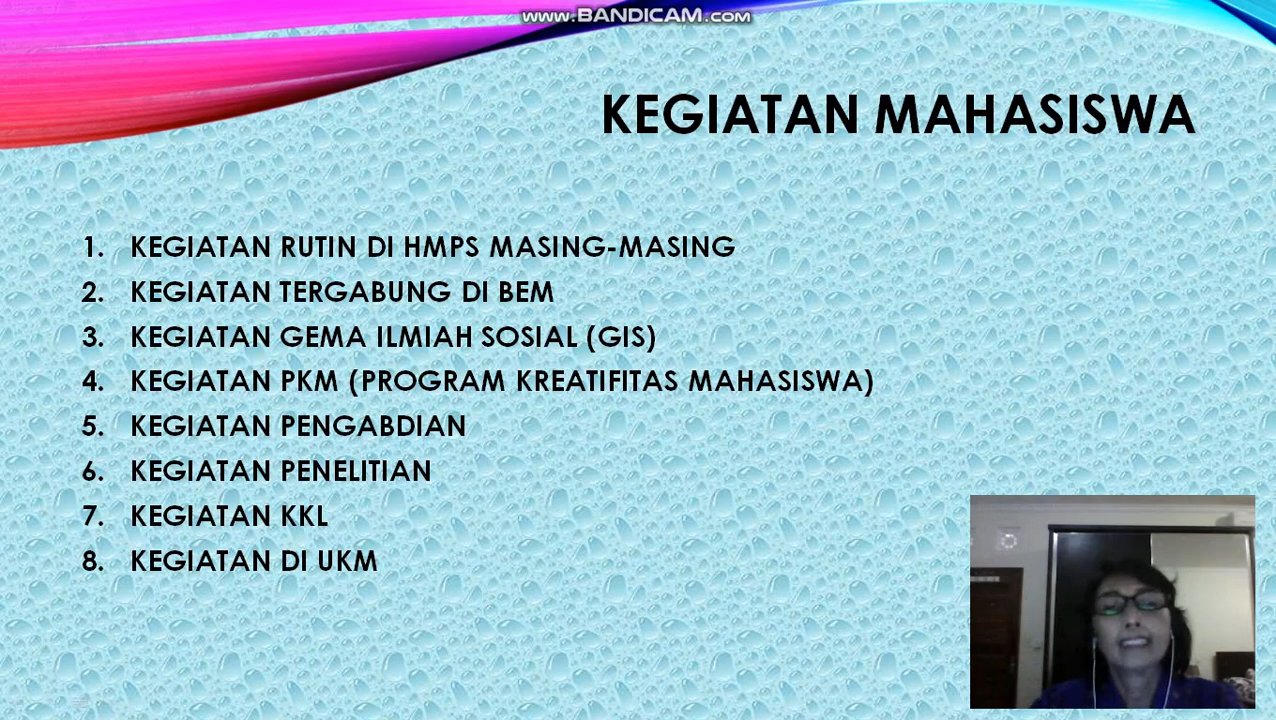 www.BANDICAM.com
KEGIATAN MAHASISWA
1. KEGIATAN RUTIN DI HMPS MASING-MASING
2. KEGIATAN TERGABUNG DI BEM
3. KEGIATAN GEMA ILMIAH SOSIAL (GIS)
4. KEGIATAN PKM (PROGRAM KREATIFITAS MAHASISWA)
5. KEGIATAN PENGABDIAN
6. KEGIATAN PENELITIAN
7. KEGIATAN KKL
8. KEGIATAN DI UKM